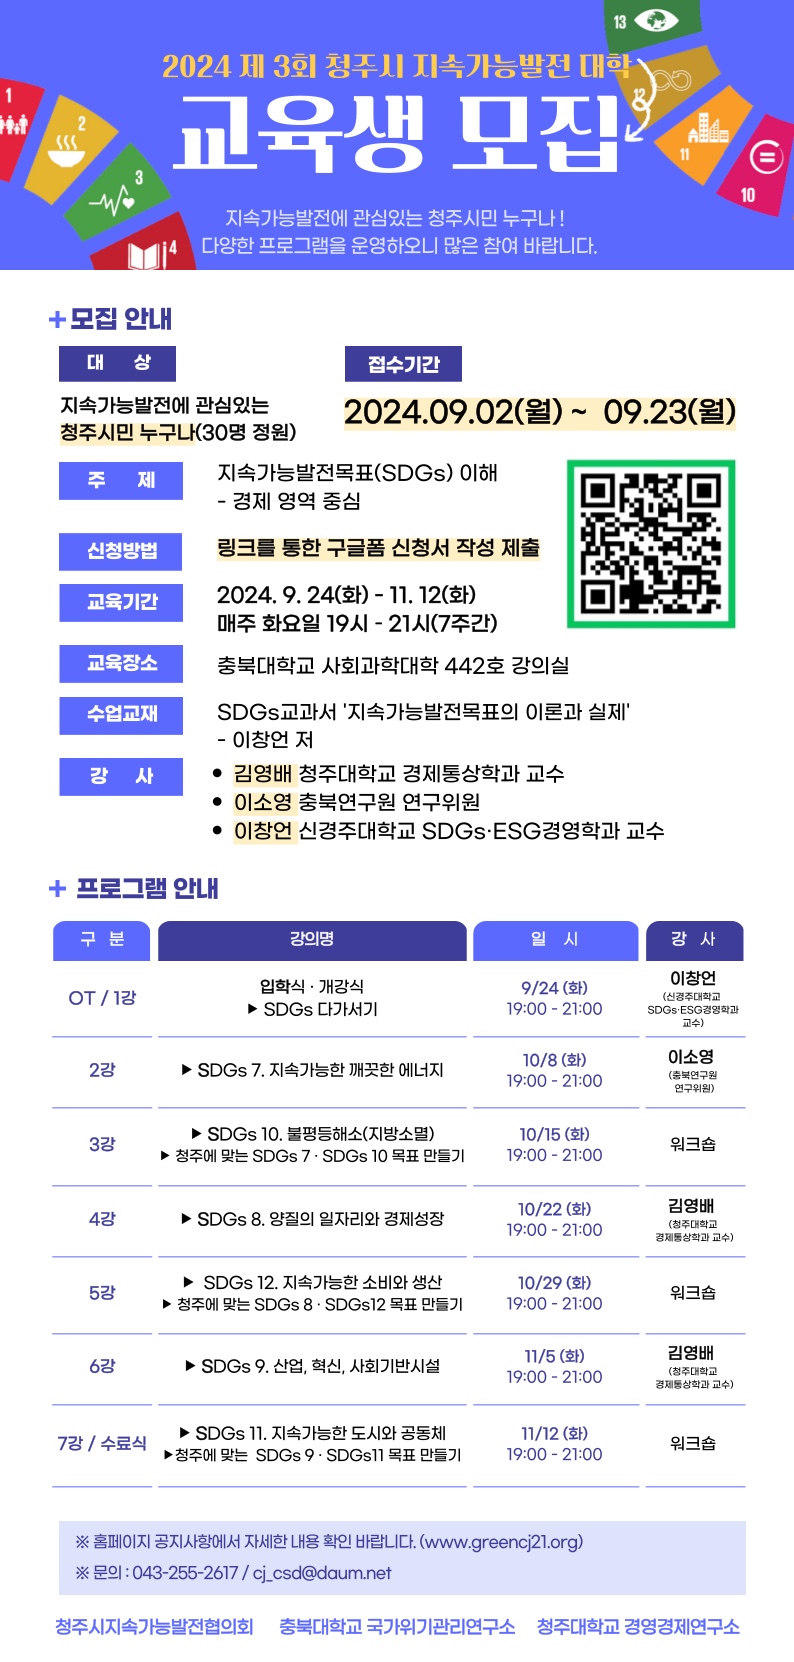 2024 제 3회 청주시 지속가능발전 대학
교육생 모집
지속가능발전에 관심있는 청주시민 누구나 !
다양한 프로그램을 운영하오니 많은 참여 바랍니다.
1
2
3
4
13
12
11
10
+모집 안내
대 상
지속가능발전에 관심있는
청주시민 누구나(30명 정원)
접수기간
2024.09.02(월) ~ 09.23(월)
주 제
지속가능발전목표(SDGs) 이해
- 경제 영역 중심
신청방법
링크를 통한 구글폼 신청서 작성 제출
교육기간
2024. 9. 24(화) - 11. 12(화)
매주 화요일 19시 - 21시(7주간)
교육장소
충북대학교 사회과학대학 442호 강의실
수업교재
SDGs교과서 '지속가능발전목표의 이론과 실제'
- 이창언 저
강 사
• 김영배 청주대학교 경제통상학과 교수
• 이소영 충북연구원 연구위원
• 이창언 신경주대학교 SDGs·ESG경영학과 교수
+ 프로그램 안내
구 분 강의명 일 시 강 사
OT / 1강
입학식 · 개강식
▶ SDGs 다가서기
9/24 (화)
19:00 - 21:00
이창언
(신경주대학교
SDGs·ESG경영학과
교수)
2강
▶ SDGs 7. 지속가능한 깨끗한 에너지
10/8 (화)
19:00 - 21:00
이소영
(충북연구원
연구위원)
3강
▶ SDGs 10. 불평등해소(지방소멸)
▶ 청주에 맞는 SDGs 7 · SDGs 10 목표 만들기
10/15 (화)
19:00 - 21:00
워크숍
4강
▶ SDGs 8. 양질의 일자리와 경제성장
10/22 (화)
19:00 - 21:00
김영배
(청주대학교
경제통상학과 교수)
5강
▶ SDGs 12. 지속가능한 소비와 생산
▶ 청주에 맞는 SDGs 8 · SDGs12 목표 만들기
10/29 (화)
19:00 - 21:00
워크숍
6강
▶ SDGs 9. 산업, 혁신, 사회기반시설
11/5 (화)
19:00 - 21:00
김영배
(청주대학교
경제통상학과 교수)
7강 / 수료식
▶ SDGs 11. 지속가능한 도시와 공동체
▶청주에 맞는 SDGs 9 · SDGs11 목표 만들기
11/12 (화)
19:00 - 21:00
워크숍
※ 홈페이지 공지사항에서 자세한 내용 확인 바랍니다. (www.greencj21.org)
※ 문의 : 043-255-2617 / cj_csd@daum.net
청주시지속가능발전협의회 충북대학교 국가위기관리연구소 청주대학교 경영경제연구소